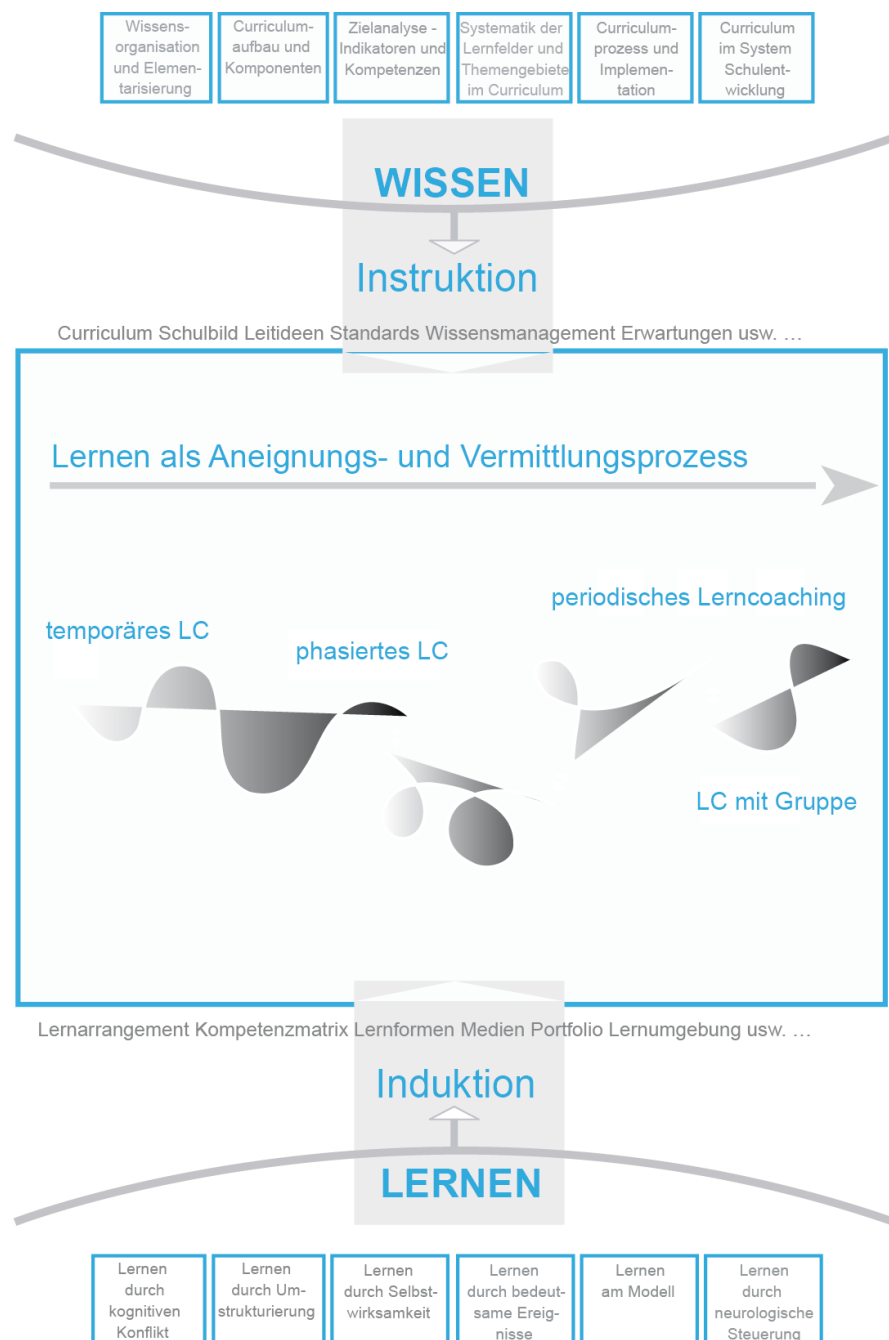 Wissens-
organisation
und Elemen-
tarisierung
Curriculum-
aufbau und
Komponenten
Zielanalyse -
Indikatoren und
Kompetenzen
Systematik der
Lernfelder und
Themengebiete
im Curriculum
Curriculum-
prozess und
Implemen-
tation
Curriculum
im System
Schulent-
wicklung
WISSEN
Instruktion
Curriculum Schulbild Leitideen Standards Wissensmanagement Erwartungen usw. …
Lernen als Aneignungs- und Vermittlungsprozess
periodisches Lerncoaching
temporäres LC
phasiertes LC
LC mit Gruppe
Lernarrangement Kompetenzmatrix Lernformen Medien Portfolio Lernumgebung usw. …
Induktion
LERNEN
Lernen
durch
kognitiven
Konflikt
Lernen
durch Um-
strukturierung
Lernen
durch Selbst-
wirksamkeit
Lernen
durch bedeut-
same Ereig-
nisse
Lernen
am Modell
Lernen
durch
neurologische
Steuerung